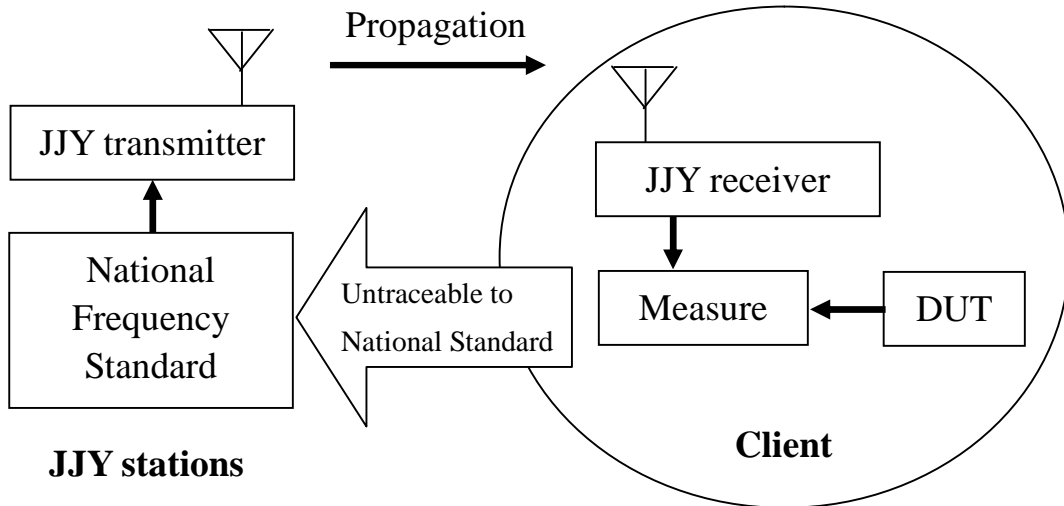 Propagation
JJY transmitter
JJY receiver
National
Frequency
Standard
Untraceable to
National Standard
Measure
DUT
JJY stations
Client